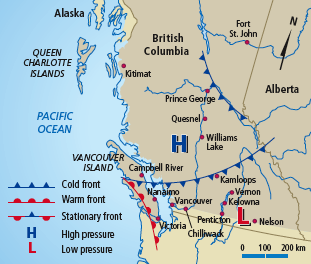 Alaska
Fort
St. John
N
British
Columbia
QUEEN
CHARLOTTE
ISLANDS
Kitimat
Alberta
Prince George
PACIFIC
OCEAN
Quesnel
H
Williams
Lake
VANCOUVER
ISLAND
Campbell River
Kamloops
Cold front
Nanaimo
Vernon
Warm front
Vancouver
Kelowna
Stationary front
L
Victoria
Penticton
Nelson
H High pressure
Chilliwack
L Low pressure
0 100 200 km